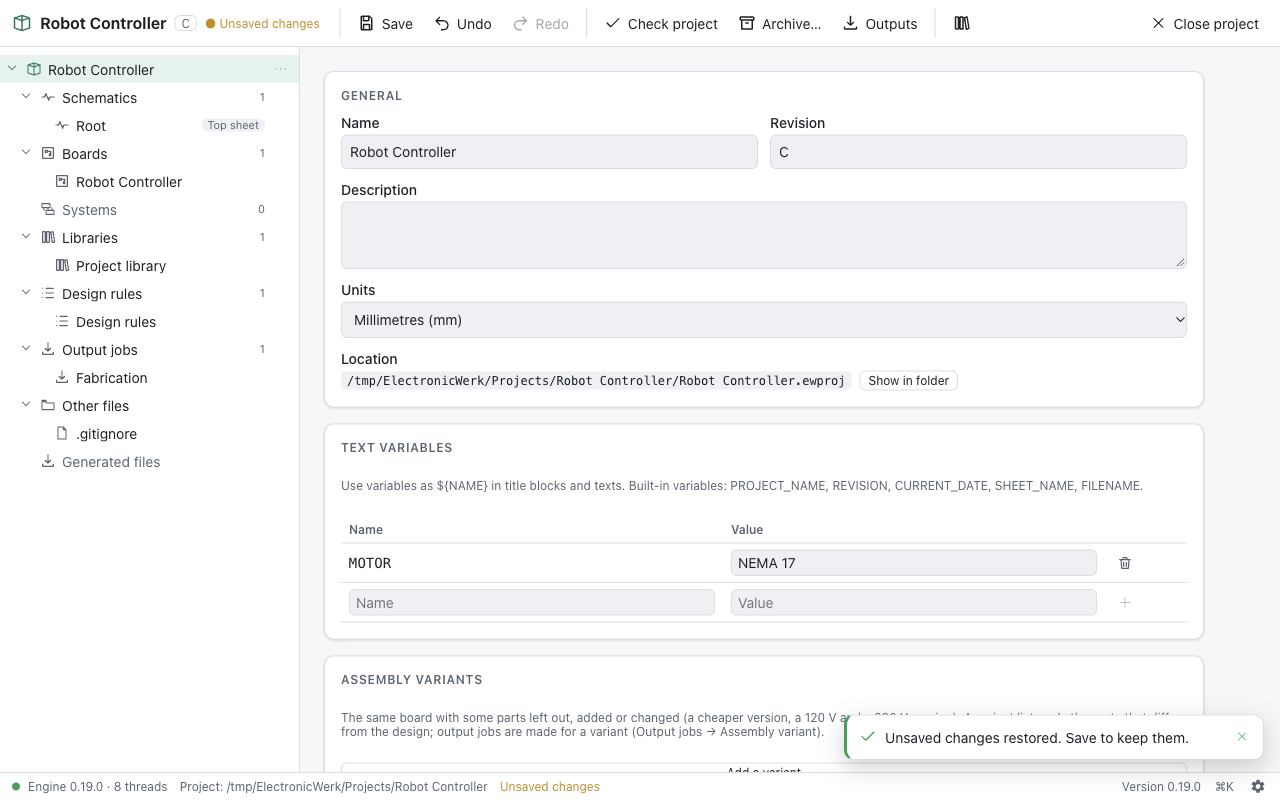 Robot Controller C Unsaved changes Save Undo Redo Check project Archive... Outputs Close project
Robot Controller
Schematics 1
Root Top sheet
Boards 1
Robot Controller
Systems 0
Libraries 1
Project library
Design rules 1
Design rules
Output jobs 1
Fabrication
Other files
.gitignore
Generated files
GENERAL
Name Revision
Robot Controller C
Description
Units
Millimetres (mm)
Location
/tmp/ElectronicWerk/Projects/Robot Controller/Robot Controller.ewproj Show in folder
TEXT VARIABLES
Use variables as ${NAME} in title blocks and texts. Built-in variables: PROJECT_NAME, REVISION, CURRENT_DATE, SHEET_NAME, FILENAME.
Name Value
MOTOR NEMA 17
Name Value
ASSEMBLY VARIANTS
The same board with some parts left out, added or changed (a cheaper version, a 120 V
from the design; output jobs are made for a variant (Output jobs → Assembly variant).
Add a variant
Unsaved changes restored. Save to keep them.
Engine 0.19.0 · 8 threads Project: /tmp/ElectronicWerk/Projects/Robot Controller Unsaved changes Version 0.19.0 ⌘K